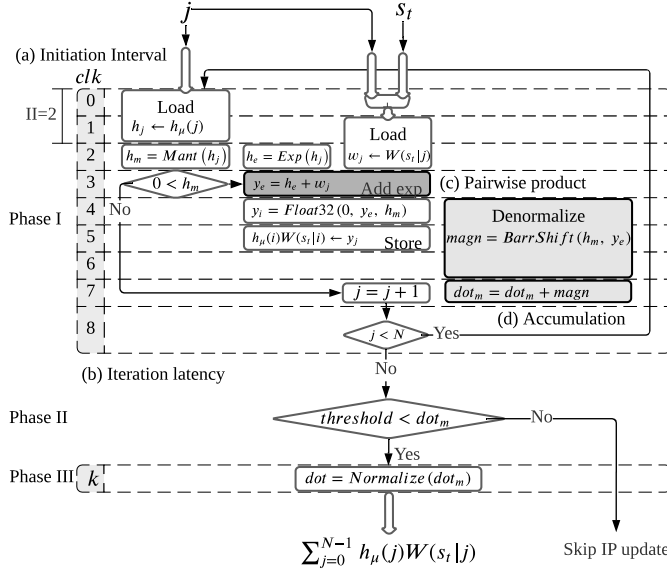 j
s_t
(a) Initiation Interval
clk
II=2
0
Load
h_j ← h_μ(j)
1
Load
w_j ← W(s_t|j)
2
h_m = Mant(h_j)
h_e = Exp(h_j)
3
0 < h_m
y_e = h_e + w_j
Add exp
(c) Pairwise product
No
Phase I
4
y_i = Float32(0, y_e, h_m)
Denormalize
magn = BarrShift(h_m, y_e)
5
h_μ(i)W(s_t|i) ← y_j
Store
6
7
j = j + 1
dot_m = dot_m + magn
(d) Accumulation
8
j < N
Yes
(b) Iteration latency
No
Phase II
threshold < dot_m
No
Yes
Phase III
k
dot = Normalize(dot_m)
∑_{j=0}^{N−1} h_μ(j)W(s_t|j)
Skip IP update